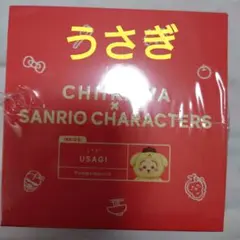 うさぎ
CHIIKAWA
×
SANRIO CHARACTERS
USAGI